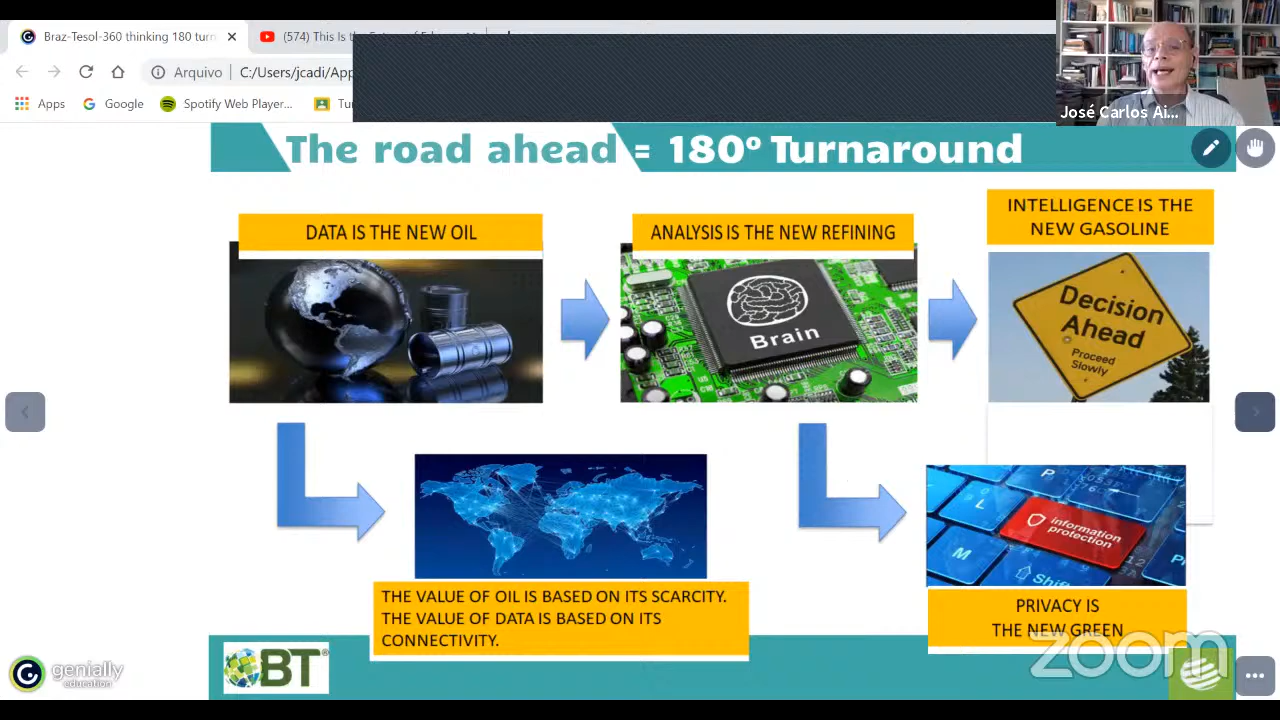 Braz-Tesol-360 thinking 180 turn
(574) This Is the
Arquivo
C:/Users/jcadi/App
Apps
Google
Spotify Web Player...
José Carlos Ai...
The road ahead = 180º Turnaround
DATA IS THE NEW OIL
ANALYSIS IS THE NEW REFINING
INTELLIGENCE IS THE
NEW GASOLINE
Brain
Decision
Ahead
Proceed
Slowly
P
L
M
Shift
information
protection
THE VALUE OF OIL IS BASED ON ITS SCARCITY.
THE VALUE OF DATA IS BASED ON ITS
CONNECTIVITY.
PRIVACY IS
THE NEW GREEN
BT
genially
education
zoom